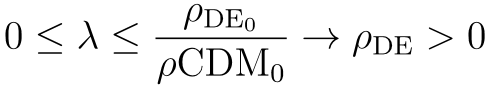 0 ≤ λ ≤ ρ_DE₀ / ρCDM₀ → ρ_DE > 0